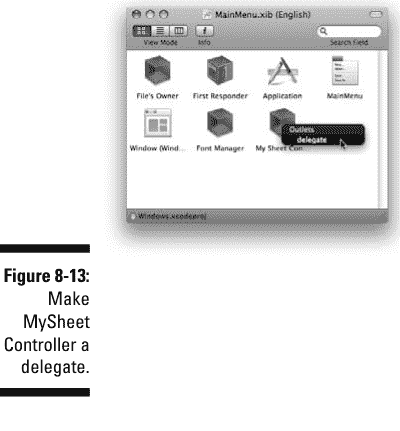 MainMenu.xib (English)
View Mode
Info
Search Field
File's Owner
First Responder
Application
MainMenu
Window (Wind...
Font Manager
My Sheet Con...
Outlets
delegate
Windows.xcodeproj
Figure 8-13:
Make
MySheet
Controller a
delegate.